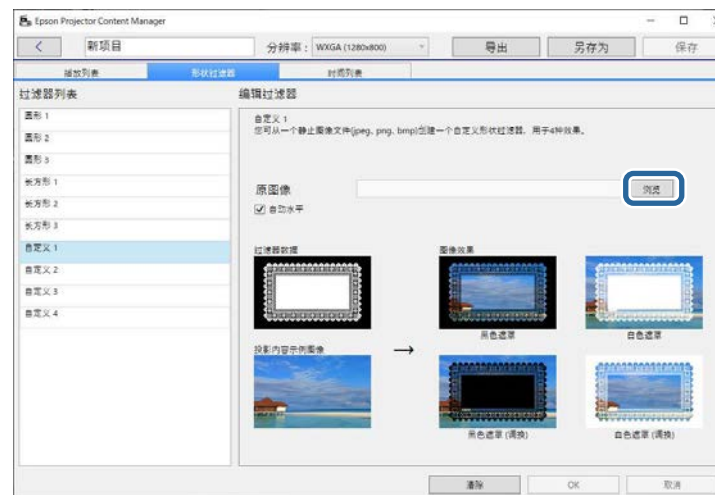 Epson Projector Content Manager
新项目
分辨率： WXGA (1280x800)
导出
另存为
保存
播放列表
形状过滤器
时间列表
过滤器列表
编辑过滤器
圆形 1
圆形 2
圆形 3
长方形 1
长方形 2
长方形 3
自定义 1
自定义 2
自定义 3
自定义 4
自定义 1
您可从一个静止图像文件(jpeg、png、bmp)创建一个自定义形状过滤器，用于4种效果。
原图像
浏览
自动水平
过滤器数据
图像效果
黑色遮罩
白色遮罩
投影内容示例图像
→
黑色遮罩 (调换)
白色遮罩 (调换)
清除
OK
取消